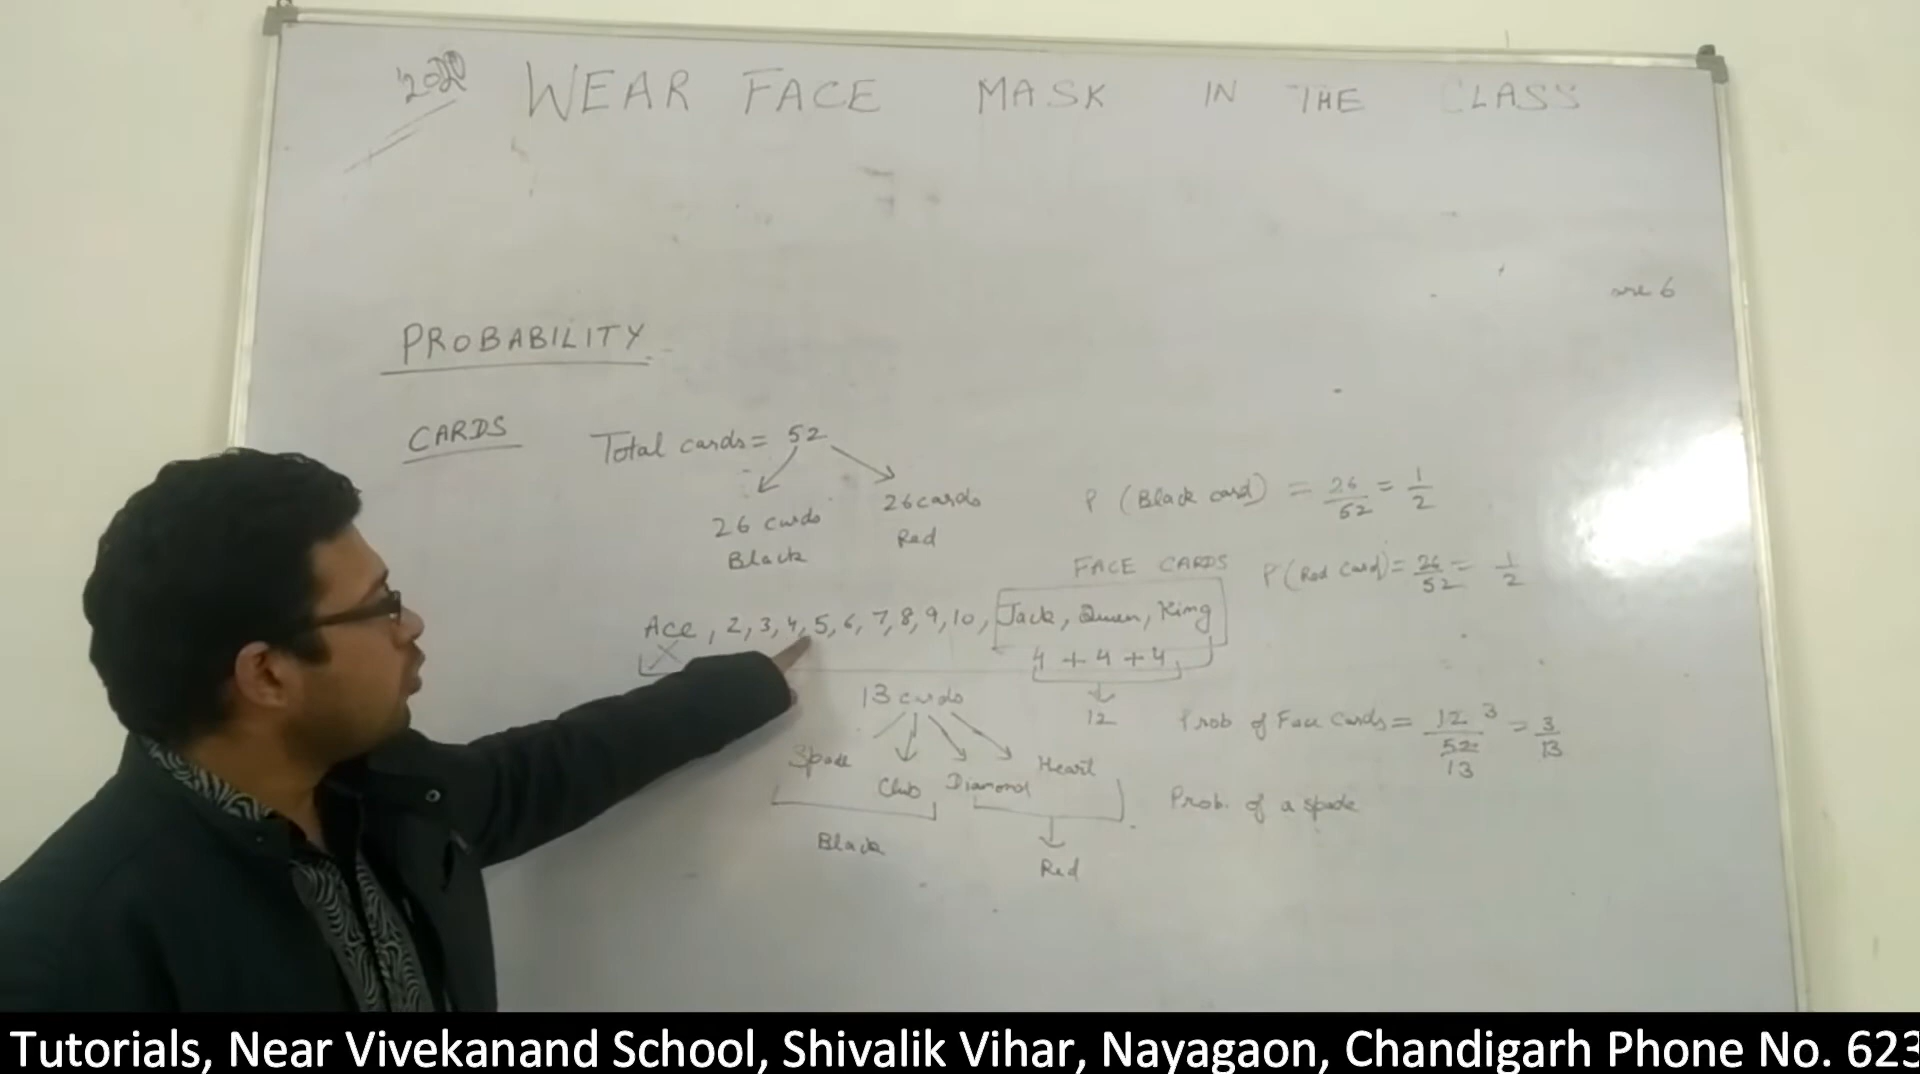 2020
WEAR FACE MASK IN THE CLASS
are 6
PROBABILITY
CARDS Total cards = 52
26 cards Black
26 cards Red
P (Black card) = 26/52 = 1/2
FACE CARDS
P (Red Card) = 26/52 = 1/2
Ace, 2, 3, 4, 5, 6, 7, 8, 9, 10, Jack, Queen, King
4 + 4 + 4
13 cards
12
Prob of Face Cards = 12 3 / 52 13 = 3/13
Spade Club Diamond Heart
Prob. of a spade
Black
Red
Tutorials, Near Vivekanand School, Shivalik Vihar, Nayagaon, Chandigarh Phone No. 623